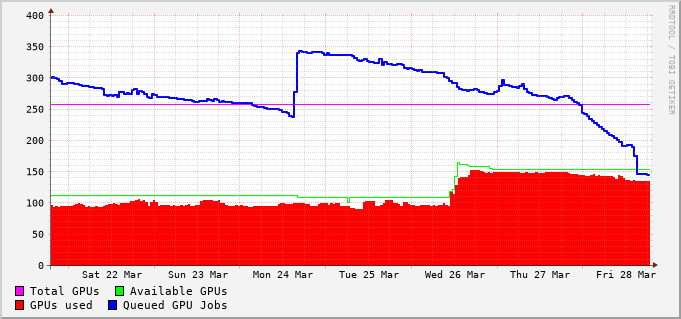 400
350
300
250
200
150
100
50
0
Sat 22 Mar Sun 23 Mar Mon 24 Mar Tue 25 Mar Wed 26 Mar Thu 27 Mar Fri 28 Mar
Total GPUs Available GPUs
GPUs used Queued GPU Jobs
RRDTOOL / TOBI OETIKER